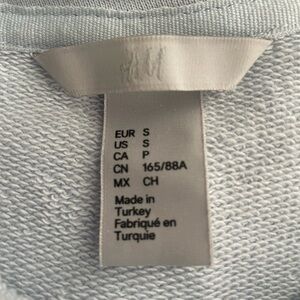 H&M
EUR S
US S
CA P
CN 165/88A
MX CH
Made in
Turkey
Fabriqué en
Turquie